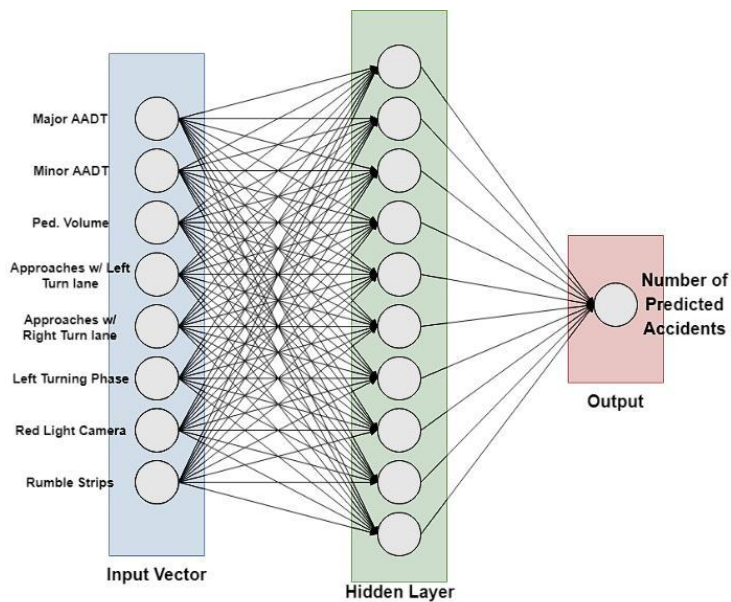 Major AADT
Minor AADT
Ped. Volume
Approaches w/ Left
Turn lane
Approaches w/
Right Turn lane
Left Turning Phase
Red Light Camera
Rumble Strips
Input Vector
Hidden Layer
Number of
Predicted
Accidents
Output